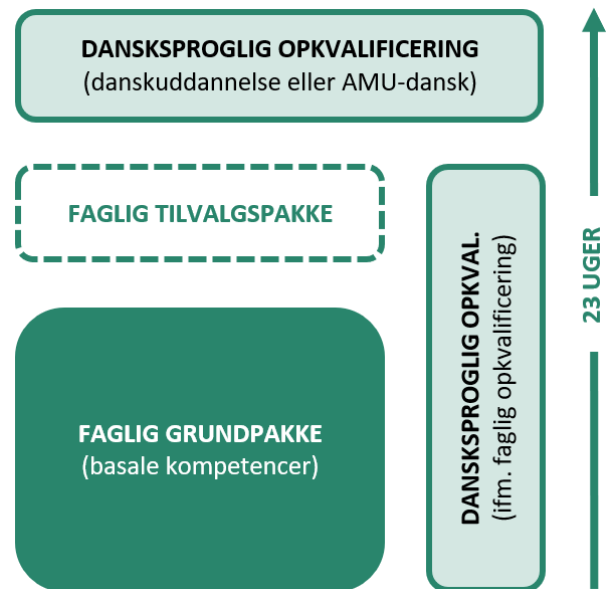 DANSKSPROGLIG OPKVALIFICERING
(danskuddannelse eller AMU-dansk)
FAGLIG TILVALGSPAKKE
FAGLIG GRUNDPAKKE
(basale kompetencer)
DANSKSPROGLIG OPKVAL.
(ifm. faglig opkvalificering)
23 UGER